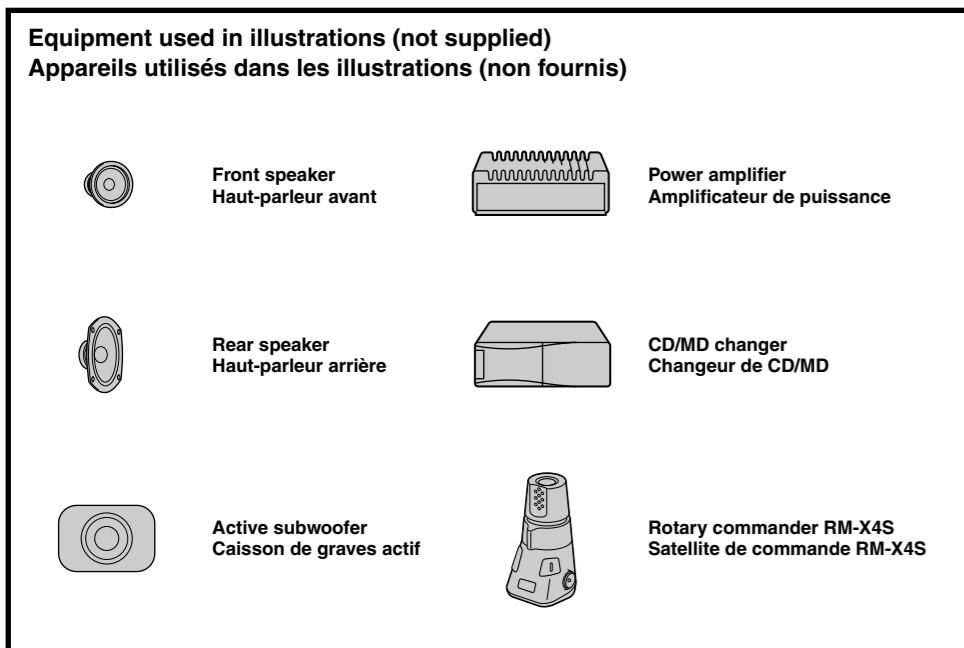 Equipment used in illustrations (not supplied)
Appareils utilisés dans les illustrations (non fournis)
Front speaker
Haut-parleur avant
Power amplifier
Amplificateur de puissance
Rear speaker
Haut-parleur arrière
CD/MD changer
Changeur de CD/MD
Active subwoofer
Caisson de graves actif
Rotary commander RM-X4S
Satellite de commande RM-X4S